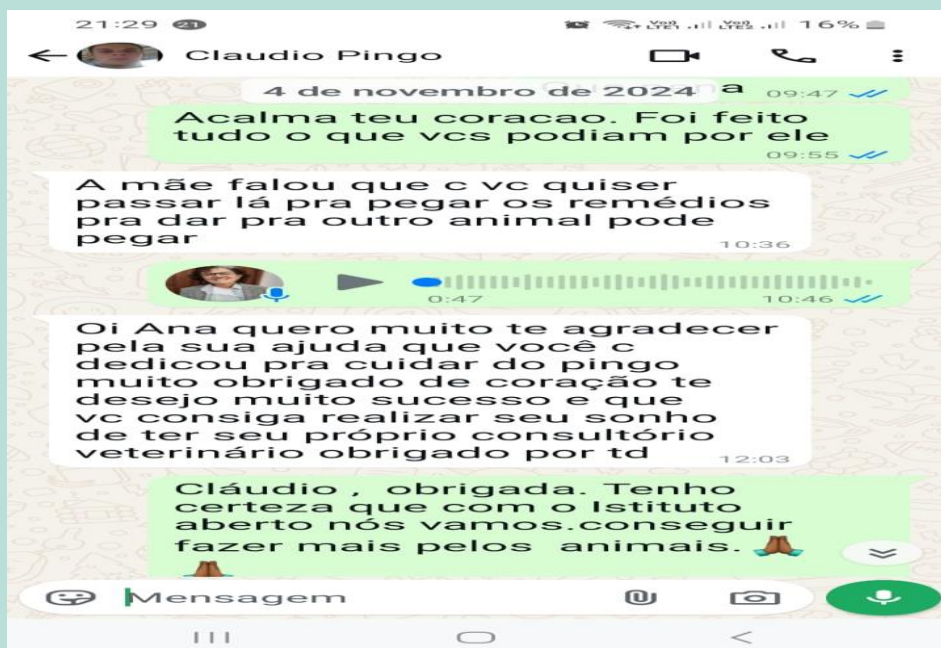 21:29 21 16%
Claudio Pingo
4 de novembro de 2024
a 09:47
Acalma teu coracao. Foi feito
tudo o que vcs podiam por ele
09:55
A mãe falou que c vc quiser
passar lá pra pegar os remédios
pra dar pra outro animal pode
pegar
10:36
0:47 10:46
Oi Ana quero muito te agradecer
pela sua ajuda que você c
dedicou pra cuidar do pingo
muito obrigado de coração te
desejo muito sucesso e que
vc consiga realizar seu sonho
de ter seu próprio consultório
veterinário obrigado por td
12:03
Cláudio , obrigada. Tenho
certeza que com o Istituto
aberto nós vamos.conseguir
fazer mais pelos animais. 🙏🏾
🙏🏾
Mensagem